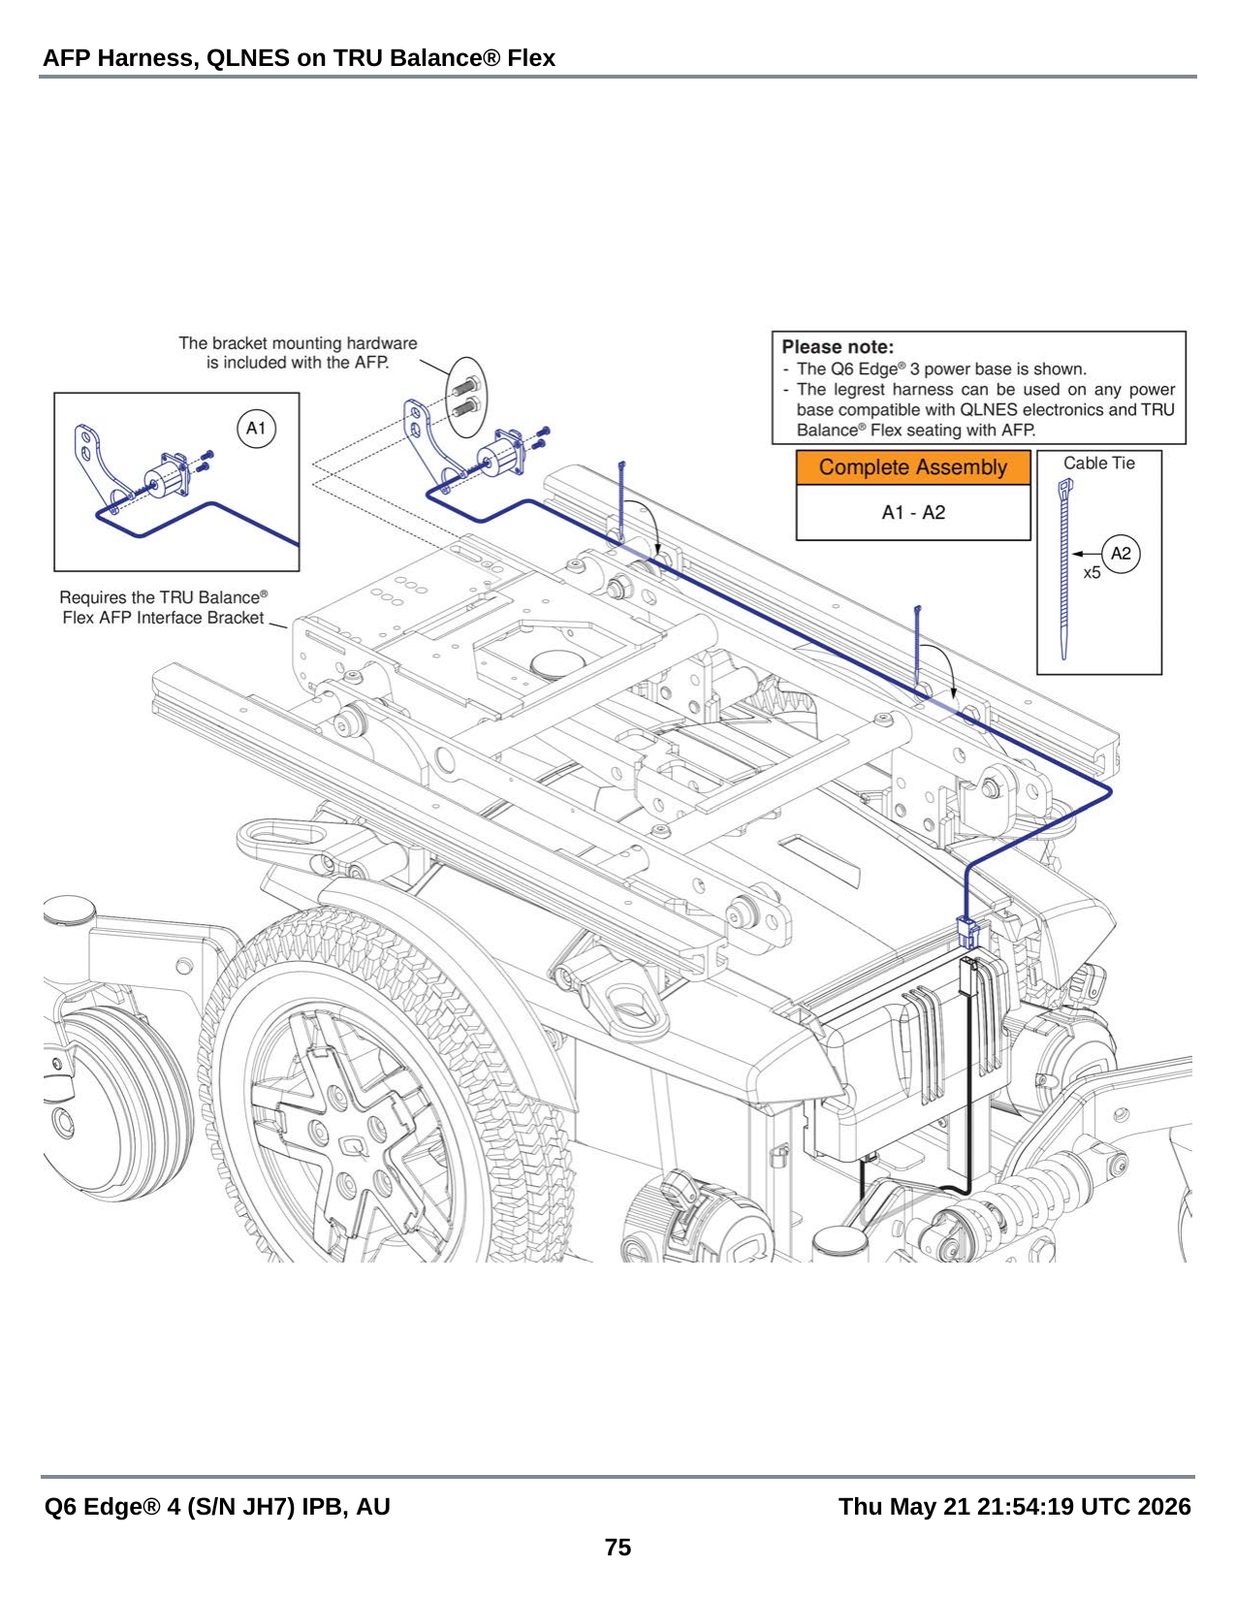 AFP Harness, QLNES on TRU Balance® Flex
The bracket mounting hardware
is included with the AFP.
A1
Requires the TRU Balance®
Flex AFP Interface Bracket
Please note:
- The Q6 Edge® 3 power base is shown.
- The legrest harness can be used on any power
base compatible with QLNES electronics and TRU
Balance® Flex seating with AFP.
Complete Assembly
A1 - A2
Cable Tie
A2
x5
Q6 Edge® 4 (S/N JH7) IPB, AU
Thu May 21 21:54:19 UTC 2026
75